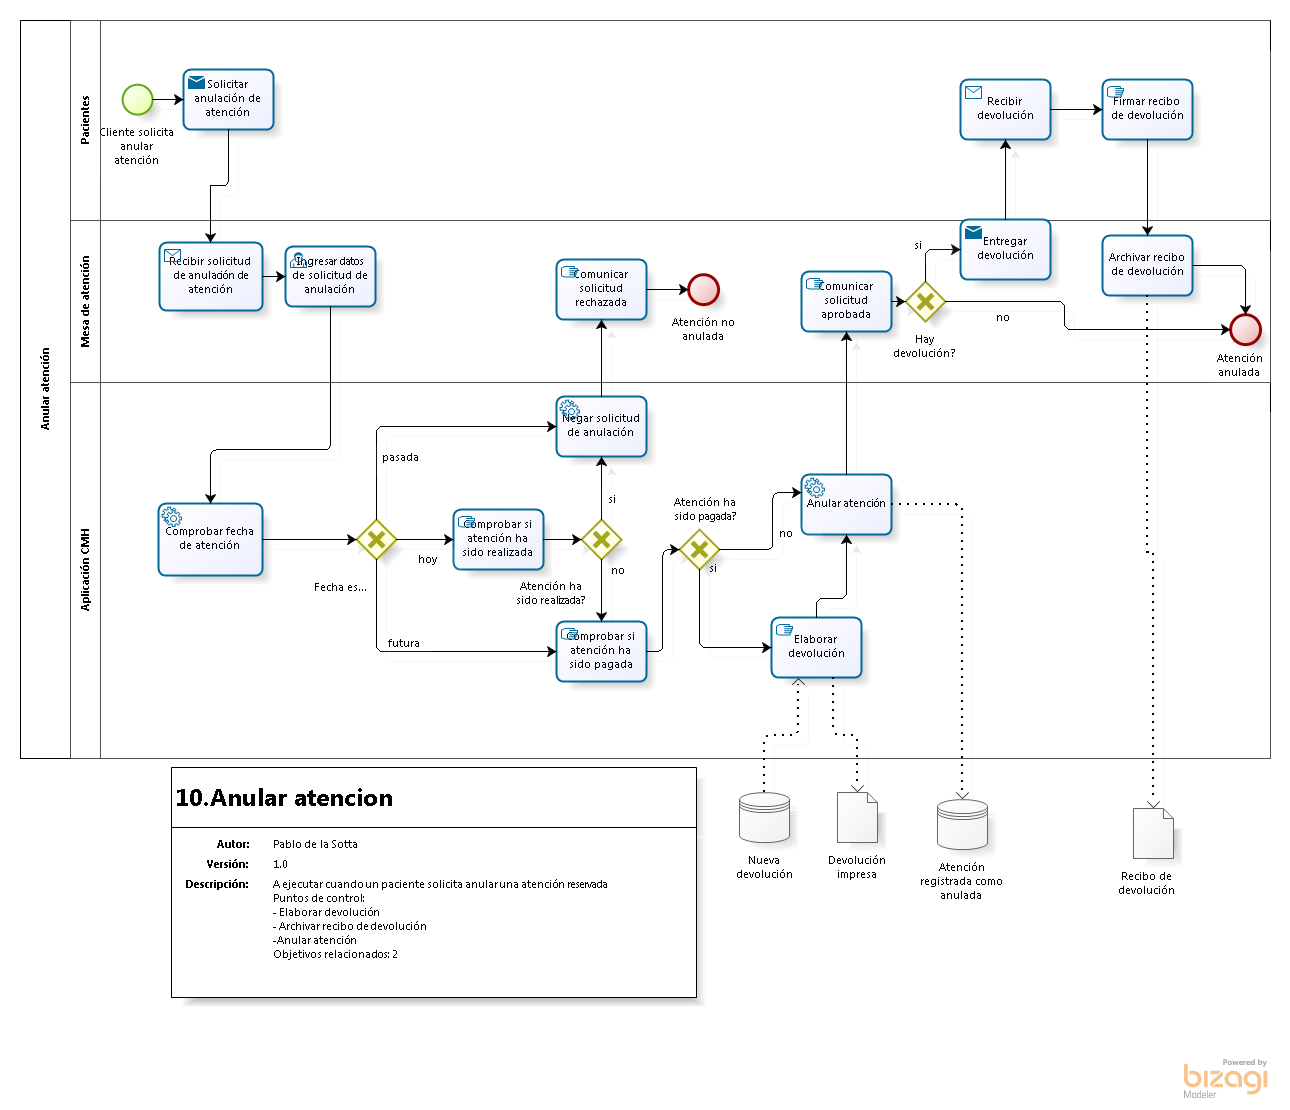 Anular atención
Pacientes
Mesa de atención
Aplicación CMH
Cliente solicita
anular
atención
Solicitar
anulación de
atención
Recibir
devolución
Firmar recibo
de devolución
Recibir solicitud
de anulación de
atención
Ingresar datos
de solicitud de
anulación
Comunicar
solicitud
rechazada
Atención no
anulada
Comunicar
solicitud
aprobada
Hay
devolución?
si
no
Entregar
devolución
Archivar recibo
de devolución
Atención
anulada
Comprobar fecha
de atención
Fecha es...
pasada
hoy
futura
Negar solicitud
de anulación
Comprobar si
atención ha
sido realizada
Atención ha
sido realizada?
si
no
Comprobar si
atención ha
sido pagada
Atención ha
sido pagada?
no
si
Anular atención
Elaborar
devolución
Nueva
devolución
Devolución
impresa
Atención
registrada como
anulada
Recibo de
devolución
10.Anular atencion
Autor: Pablo de la Sotta
Versión: 1.0
Descripción: A ejecutar cuando un paciente solicita anular una atención reservada
Puntos de control:
- Elaborar devolución
- Archivar recibo de devolución
-Anular atención
Objetivos relacionados: 2
Powered by
bizagi
Modeler